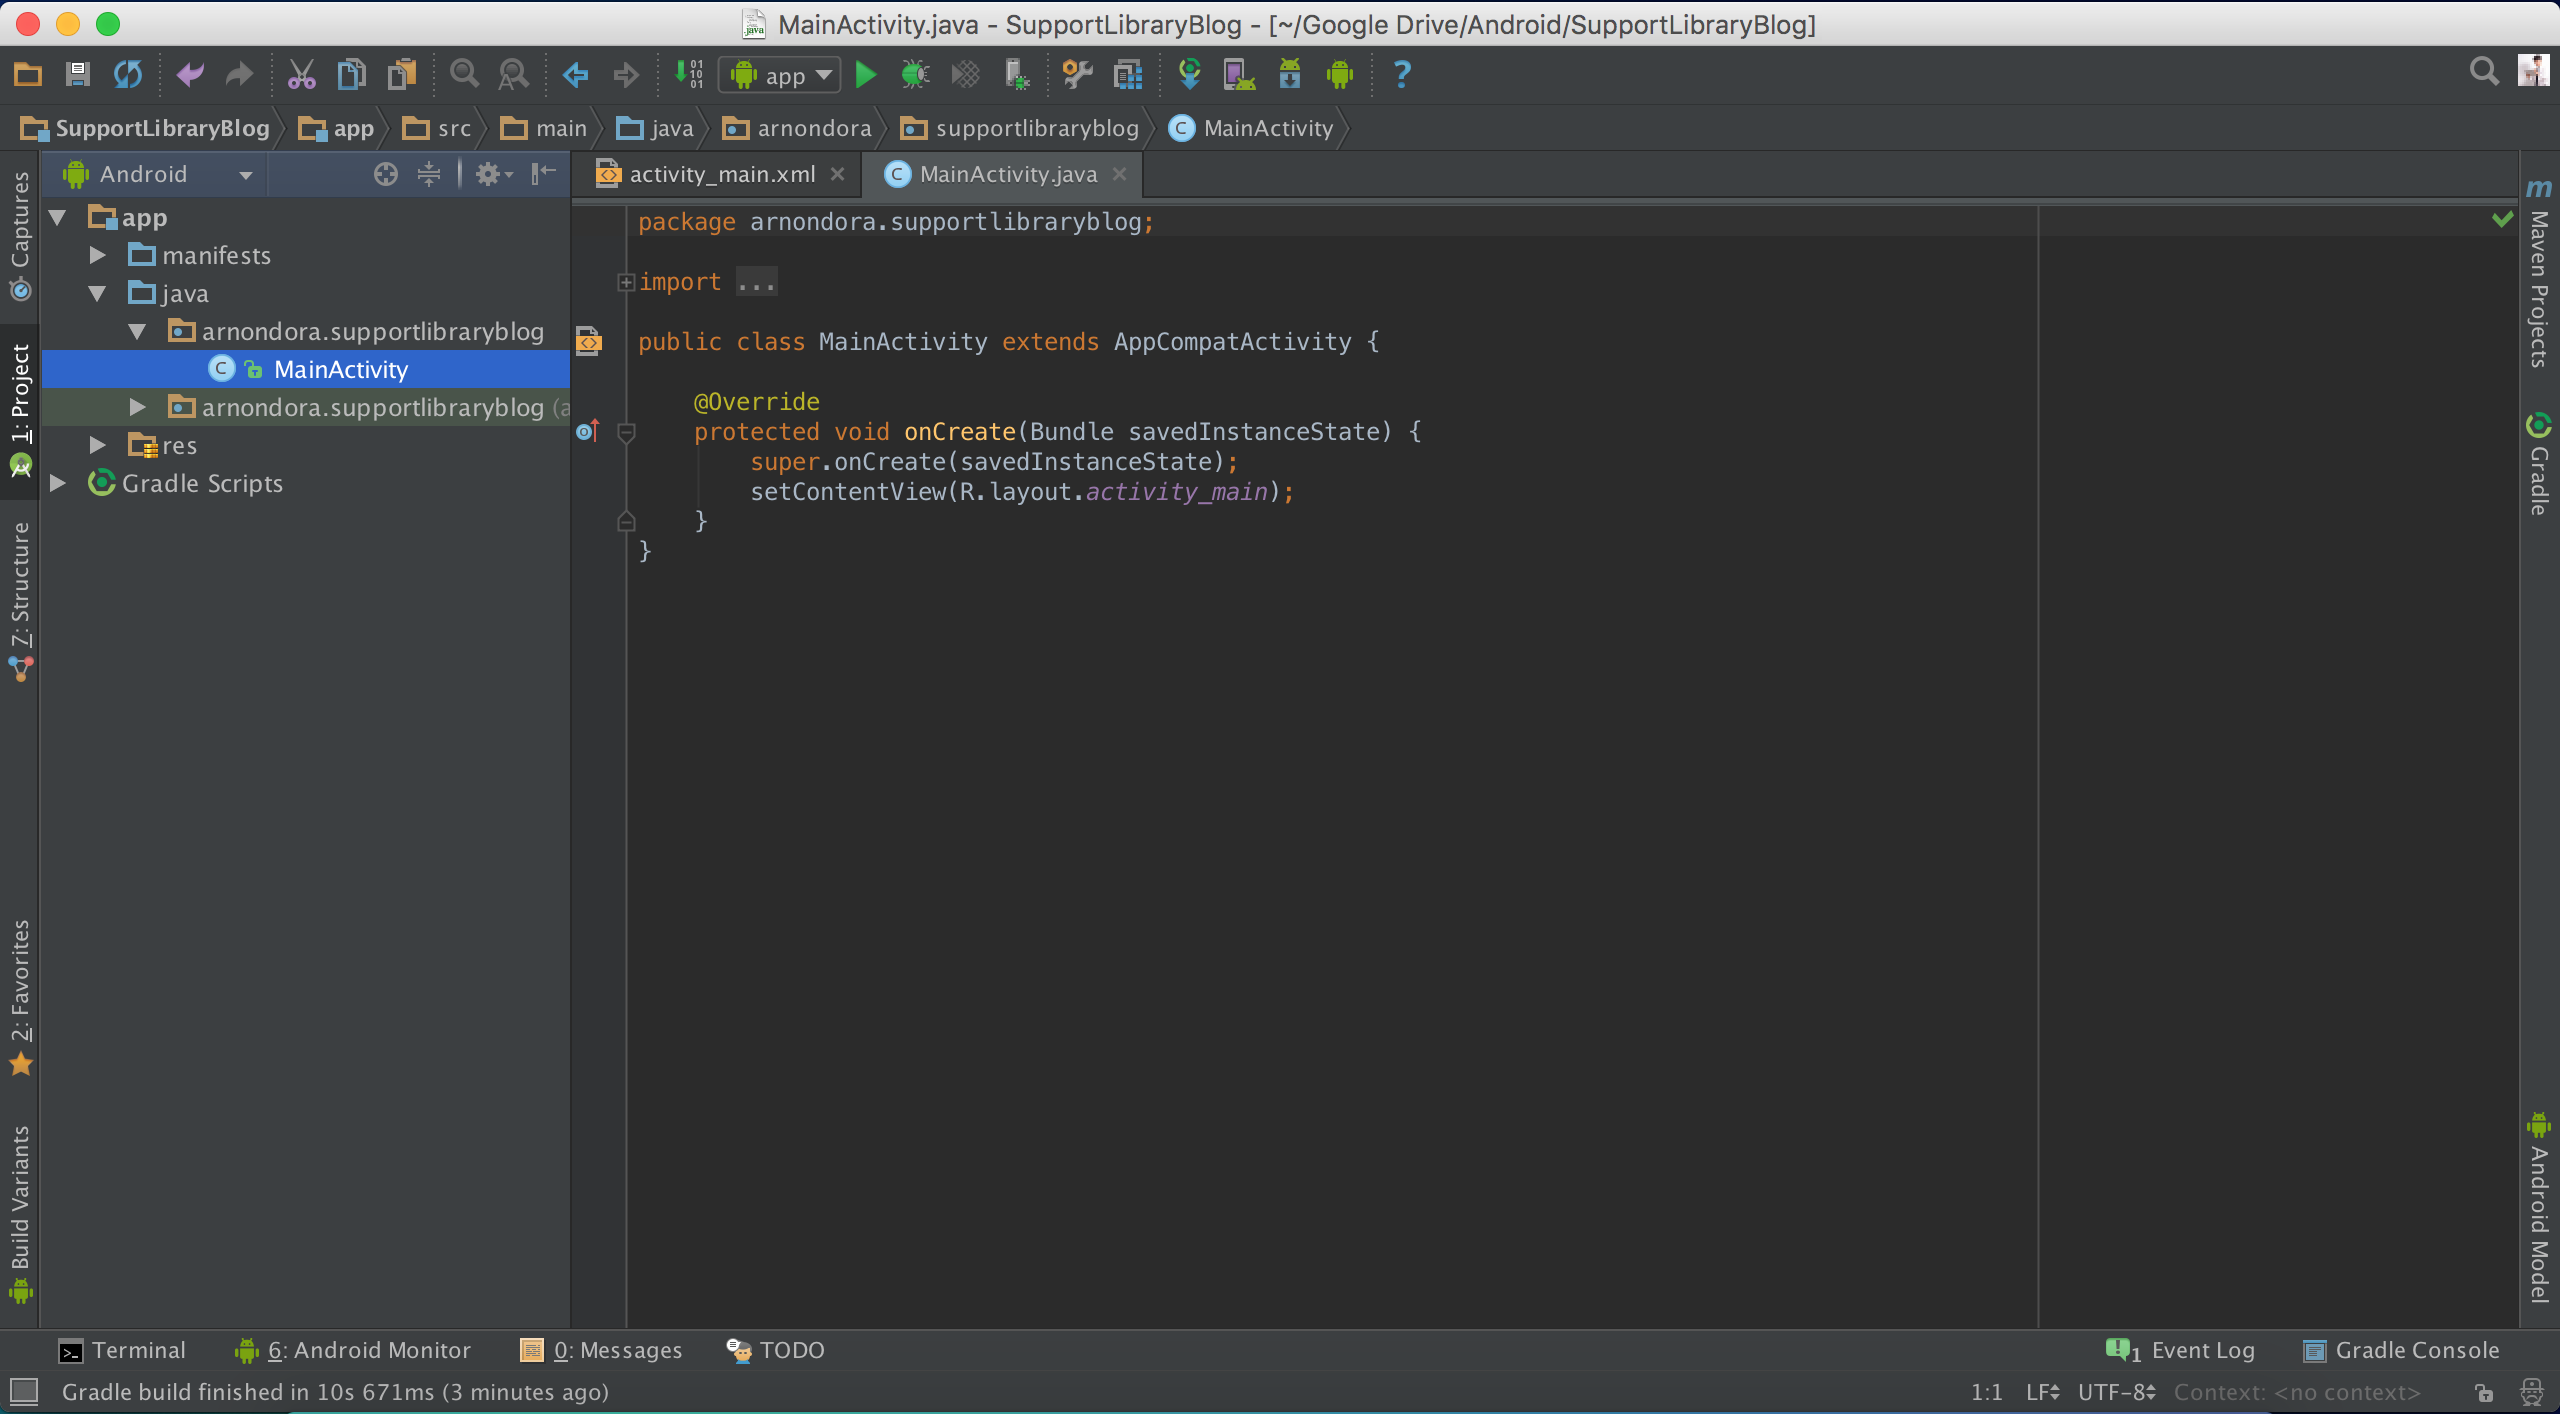 MainActivity.java - SupportLibraryBlog - [~/Google Drive/Android/SupportLibraryBlog]
app
SupportLibraryBlog app src main java arnondora supportlibraryblog MainActivity
Android
activity_main.xml MainActivity.java
app
manifests
java
arnondora.supportlibraryblog
MainActivity
arnondora.supportlibraryblog (a
res
Gradle Scripts
package arnondora.supportlibraryblog;
import ...
public class MainActivity extends AppCompatActivity {
@Override
protected void onCreate(Bundle savedInstanceState) {
super.onCreate(savedInstanceState);
setContentView(R.layout.activity_main);
}
}
Captures
1: Project
7: Structure
2: Favorites
Build Variants
Maven Projects
Gradle
Android Model
Terminal 6: Android Monitor 0: Messages TODO 1 Event Log Gradle Console
Gradle build finished in 10s 671ms (3 minutes ago) 1:1 LF UTF-8 Context: <no context>